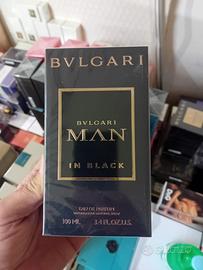 BVLGARI
BVLGARI
MAN
IN BLACK
EAU DE PARFUM
100 ML 3.4 FL.OZ.U.S.